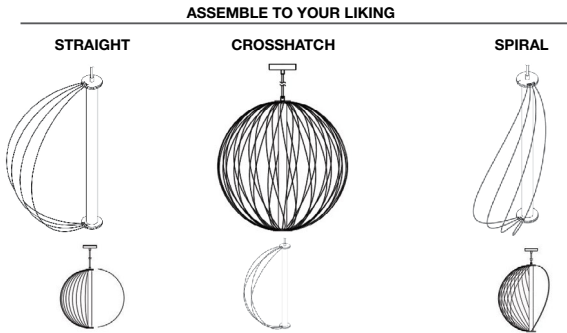 ASSEMBLE TO YOUR LIKING
STRAIGHT
CROSSHATCH
SPIRAL